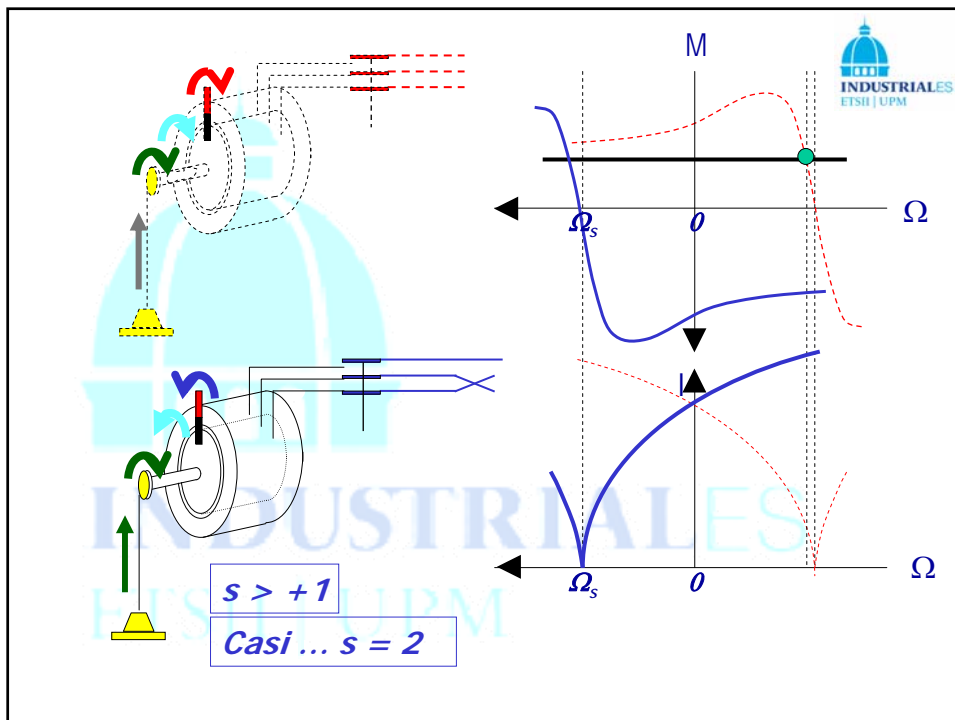 INDUSTRIALES
ETSII | UPM
M
Ωs
0
Ω
I
Ωs
0
Ω
INDUSTRIALES
ETSII | UPM
s > +1
Casi ... s = 2